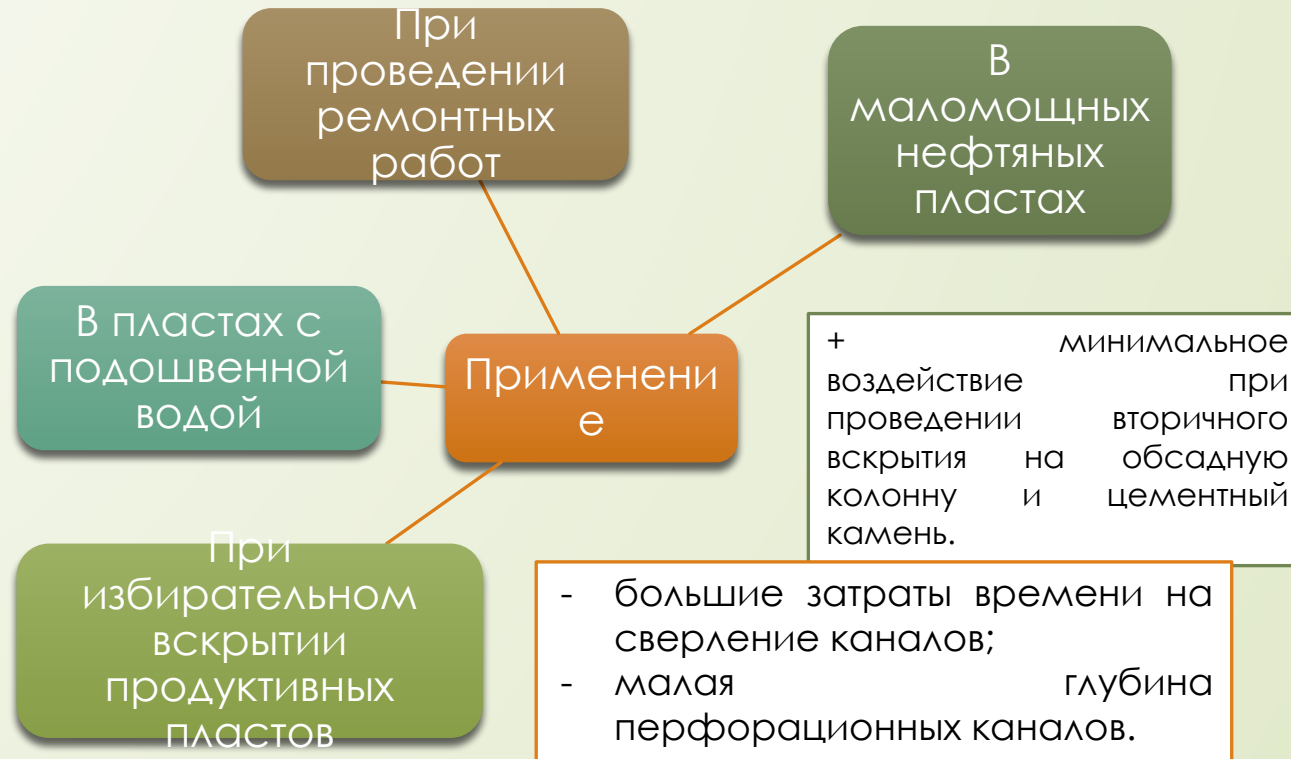 При
проведении
ремонтных
работ
В
маломощных
нефтяных
пластах
В пластах с
подошвенной
водой
Применени
е
+ минимальное
воздействие при
проведении вторичного
вскрытия на обсадную
колонну и цементный
камень.
При
избирательном
вскрытии
продуктивных
пластов
- большие затраты времени на
сверление каналов;
- малая глубина
перфорационных каналов.